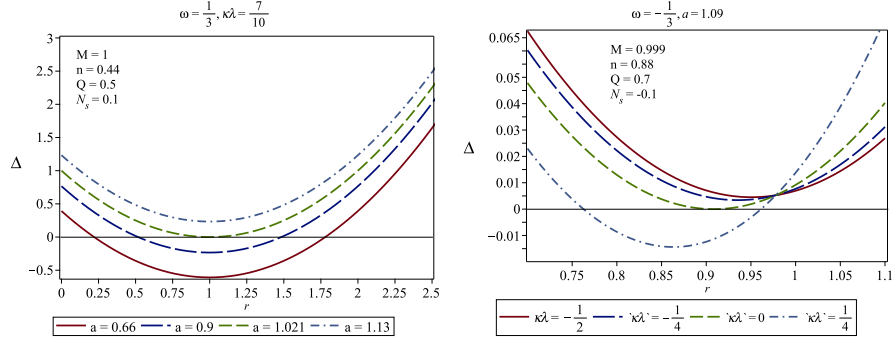 ω = 1/3, κλ = 7/10
3
2.5
2
1.5
1
0.5
0
−0.5
Δ
M = 1
n = 0.44
Q = 0.5
N_s = 0.1
0 0.25 0.5 0.75 1 1.25 1.5 1.75 2 2.25 2.5
r
a = 0.66 a = 0.9 a = 1.021 a = 1.13
ω = −1/3, a = 1.09
0.065
0.04
0.03
0.02
0.01
0.005
0
−0.01
Δ
M = 0.999
n = 0.88
Q = 0.7
N_s = -0.1
0.75 0.8 0.85 0.9 0.95 1 1.05 1.1
r
κλ = −1/2 `κλ` = −1/4 `κλ` = 0 `κλ` = 1/4